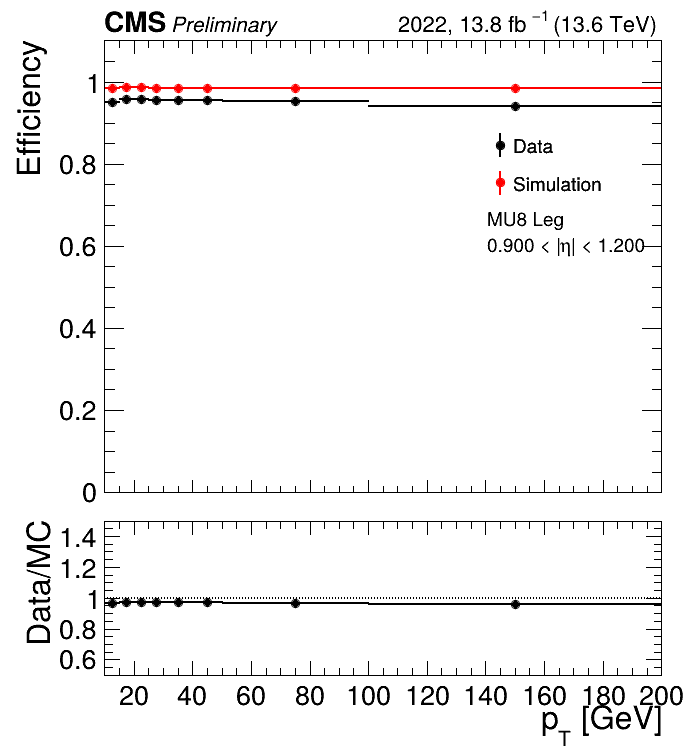 CMS Preliminary 2022, 13.8 fb⁻¹ (13.6 TeV)
Efficiency
1
0.8
0.6
0.4
0.2
0
Data
Simulation
MU8 Leg
0.900 < |η| < 1.200
Data/MC
1.4
1.2
1
0.8
0.6
20 40 60 80 100 120 140 160 180 200
p_T [GeV]